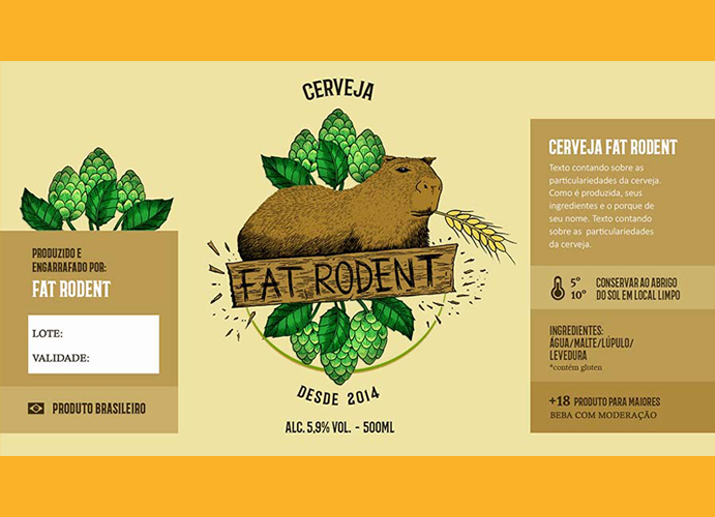 PRODUZIDO E
ENGARRAFADO POR:
FAT RODENT
LOTE:
VALIDADE:
PRODUTO BRASILEIRO
CERVEJA
FAT RODENT
DESDE 2014
ALC. 5,9% VOL. - 500ML
CERVEJA FAT RODENT
Texto contando sobre as
particulariedades da cerveja.
Como é produzida, seus
ingredientes e o porque de
seu nome. Texto contando
sobre as particulariedades
da cerveja.
5º
10º
CONSERVAR AO ABRIGO
DO SOL EM LOCAL LIMPO
INGREDIENTES:
ÁGUA/MALTE/LÚPULO/
LEVEDURA
*contém gluten
+18 PRODUTO PARA MAIORES
BEBA COM MODERAÇÃO